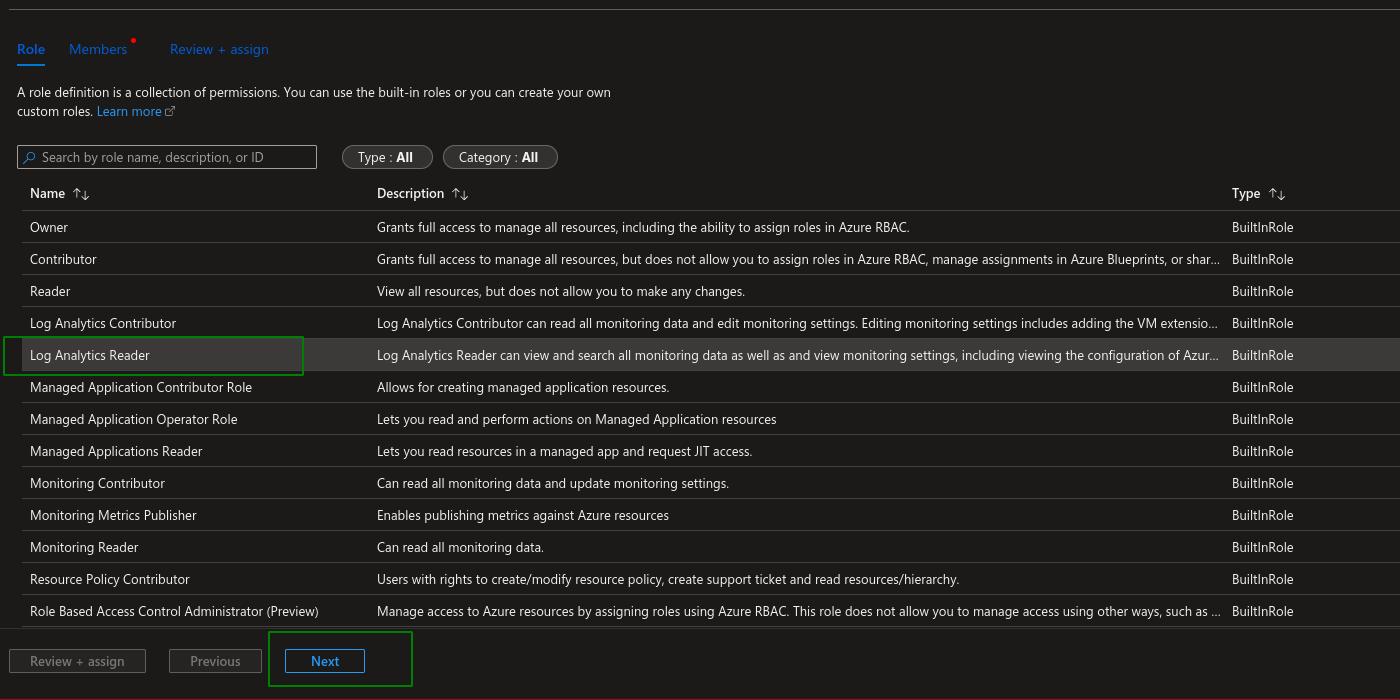 Role Members Review + assign
A role definition is a collection of permissions. You can use the built-in roles or you can create your own
custom roles. Learn more
Search by role name, description, or ID Type : All Category : All
Name Description Type
Owner Grants full access to manage all resources, including the ability to assign roles in Azure RBAC. BuiltInRole
Contributor Grants full access to manage all resources, but does not allow you to assign roles in Azure RBAC, manage assignments in Azure Blueprints, or shar... BuiltInRole
Reader View all resources, but does not allow you to make any changes. BuiltInRole
Log Analytics Contributor Log Analytics Contributor can read all monitoring data and edit monitoring settings. Editing monitoring settings includes adding the VM extensio... BuiltInRole
Log Analytics Reader Log Analytics Reader can view and search all monitoring data as well as and view monitoring settings, including viewing the configuration of Azur... BuiltInRole
Managed Application Contributor Role Allows for creating managed application resources. BuiltInRole
Managed Application Operator Role Lets you read and perform actions on Managed Application resources BuiltInRole
Managed Applications Reader Lets you read resources in a managed app and request JIT access. BuiltInRole
Monitoring Contributor Can read all monitoring data and update monitoring settings. BuiltInRole
Monitoring Metrics Publisher Enables publishing metrics against Azure resources BuiltInRole
Monitoring Reader Can read all monitoring data. BuiltInRole
Resource Policy Contributor Users with rights to create/modify resource policy, create support ticket and read resources/hierarchy. BuiltInRole
Role Based Access Control Administrator (Preview) Manage access to Azure resources by assigning roles using Azure RBAC. This role does not allow you to manage access using other ways, such as ... BuiltInRole
Review + assign Previous Next